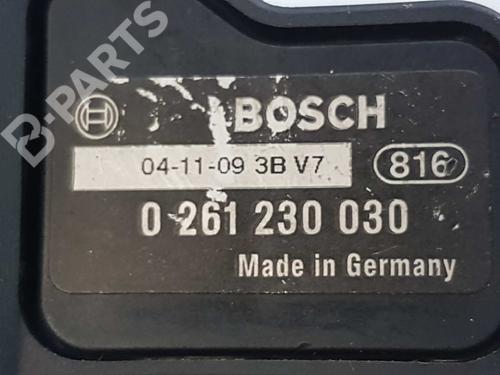 B-PARTS
BOSCH
04-11-09 3B V7 816
0 261 230 030
Made in Germany